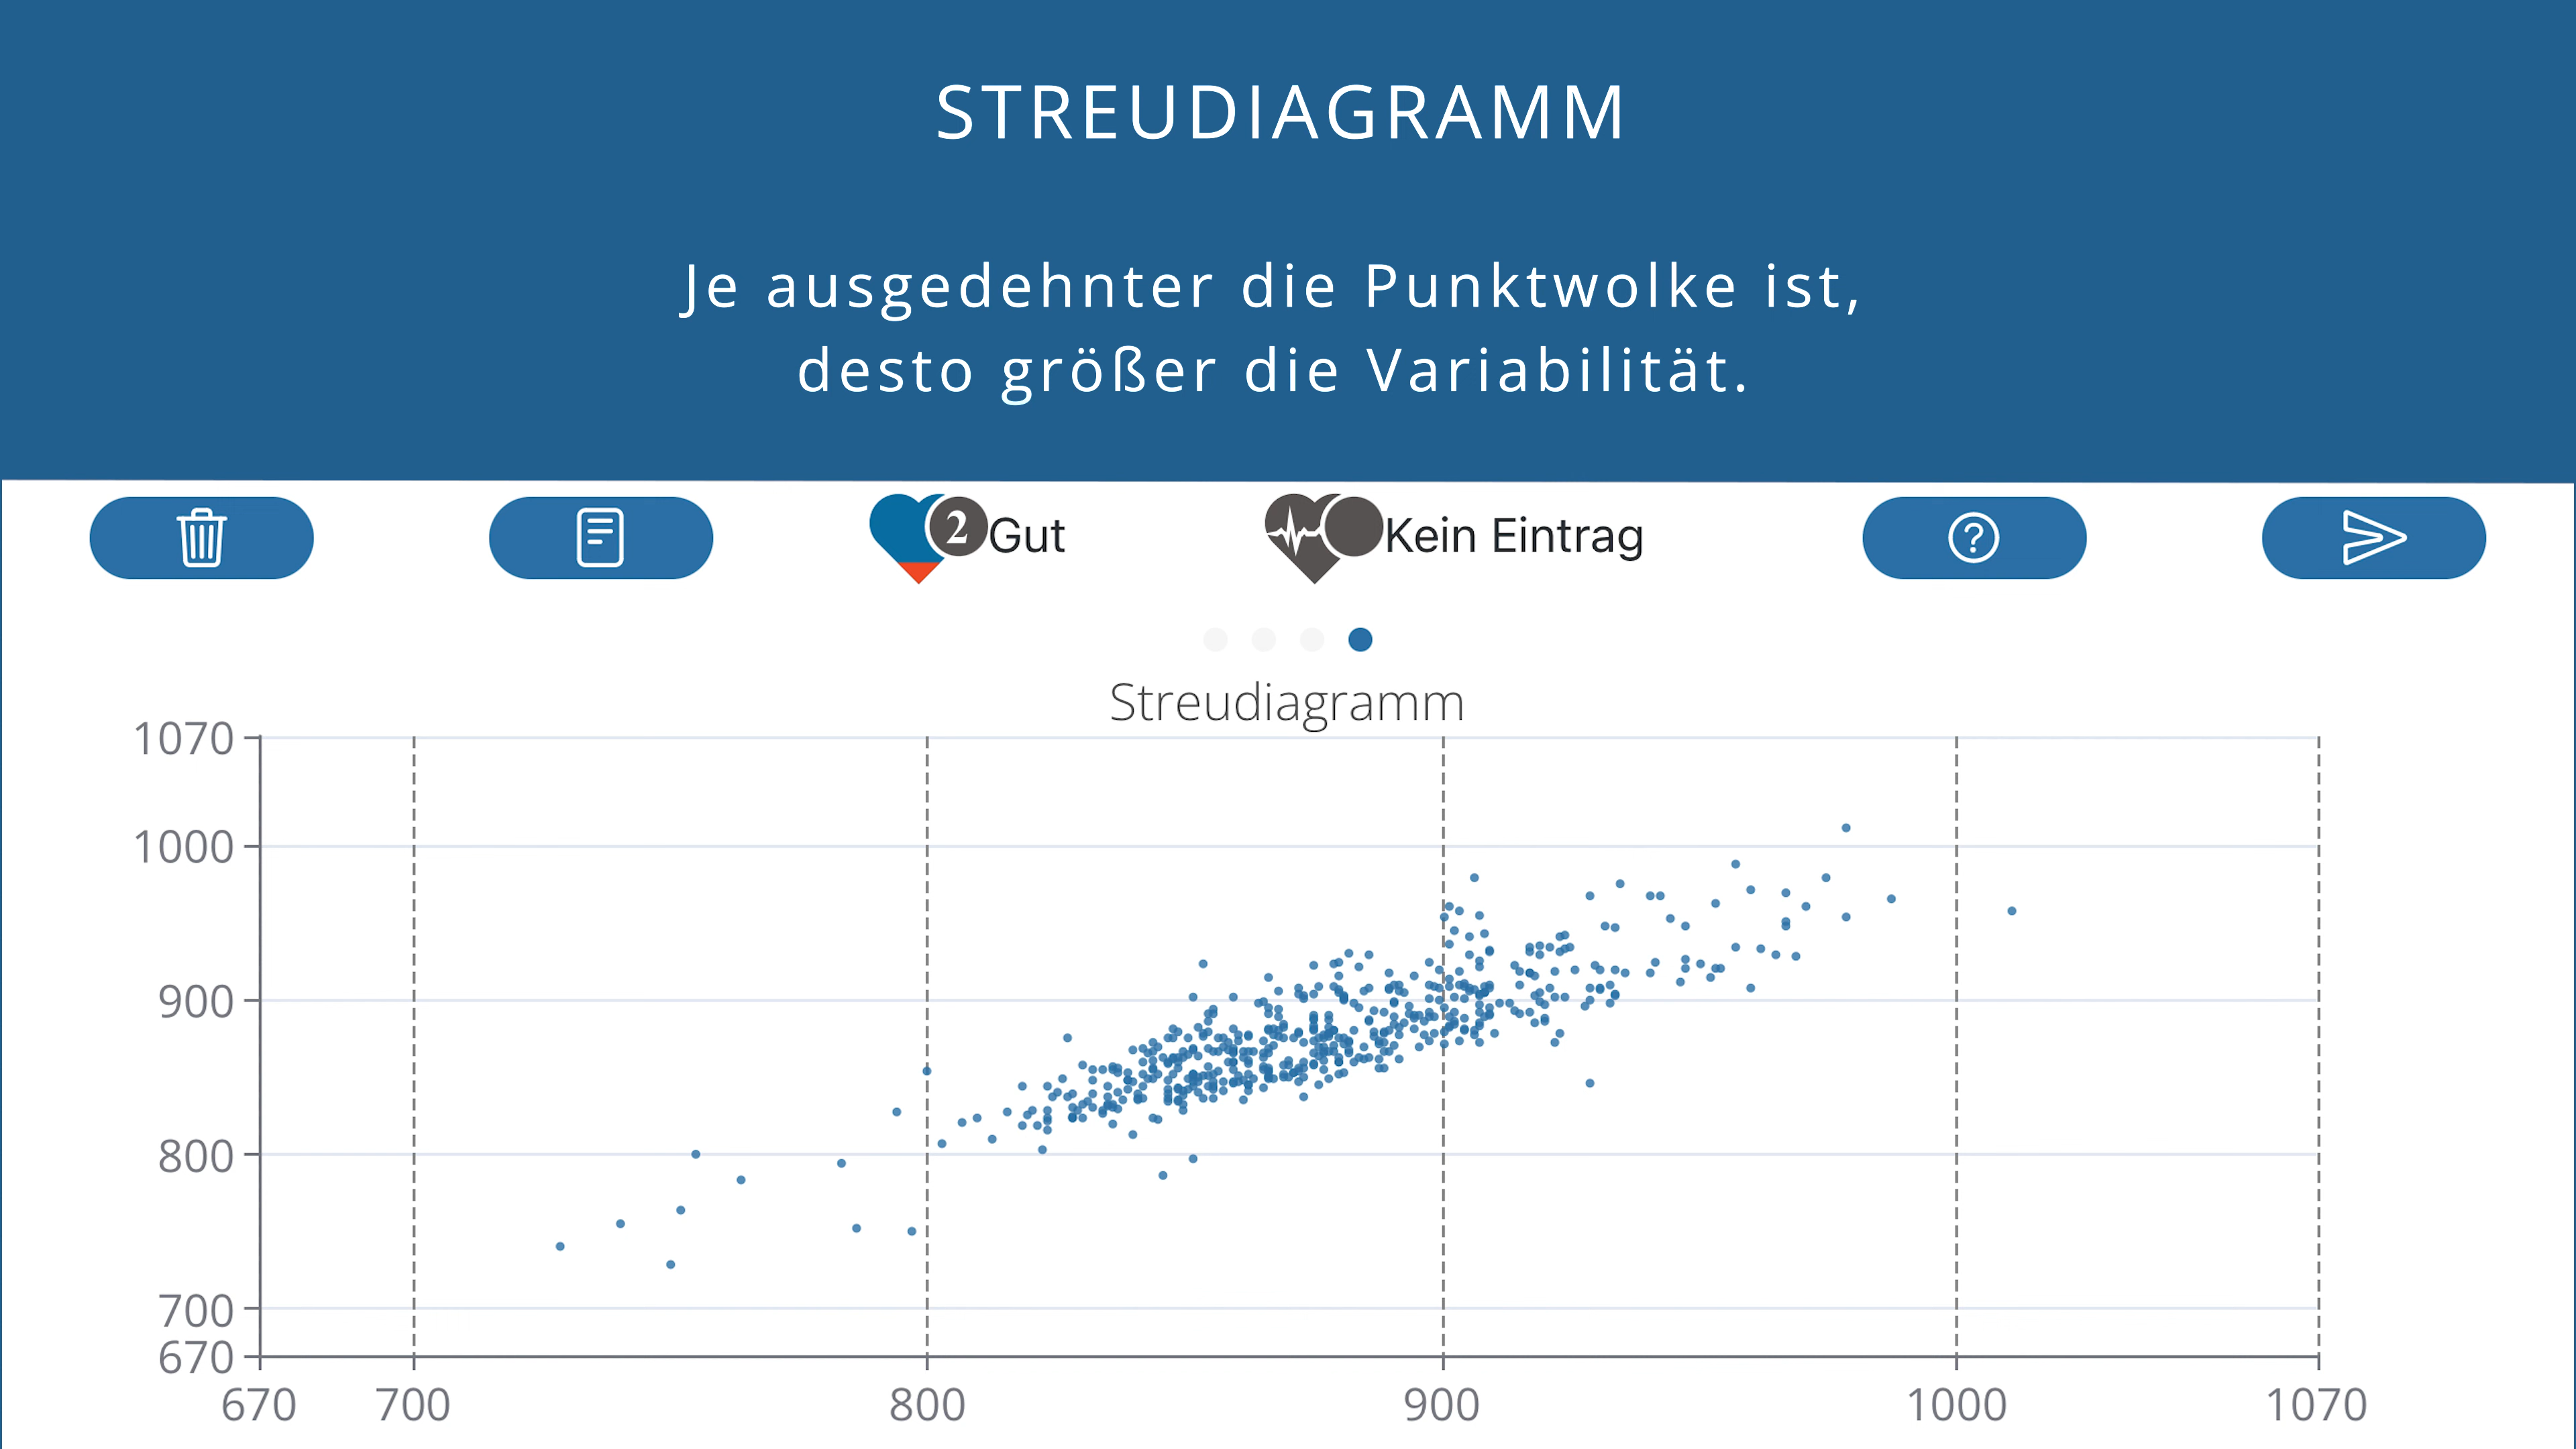 STREUDIAGRAMM
Je ausgedehnter die Punktwolke ist,
desto größer die Variabilität.
2 Gut
Kein Eintrag
?
Streudiagramm
1070
1000
900
800
700
670
670 700 800 900 1000 1070